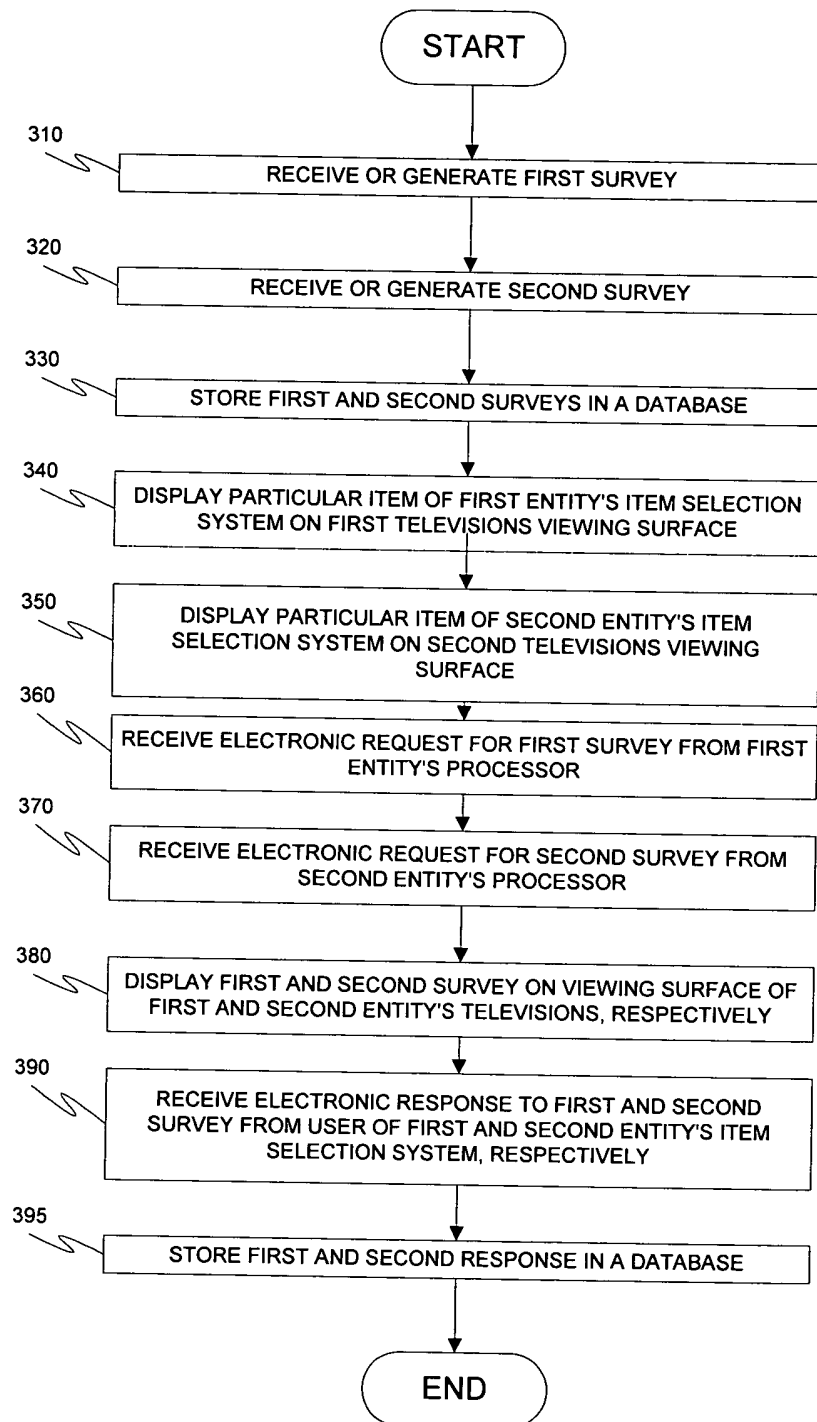 START
310
RECEIVE OR GENERATE FIRST SURVEY
320
RECEIVE OR GENERATE SECOND SURVEY
330
STORE FIRST AND SECOND SURVEYS IN A DATABASE
340
DISPLAY PARTICULAR ITEM OF FIRST ENTITY'S ITEM SELECTION
SYSTEM ON FIRST TELEVISIONS VIEWING SURFACE
350
DISPLAY PARTICULAR ITEM OF SECOND ENTITY'S ITEM
SELECTION SYSTEM ON SECOND TELEVISIONS VIEWING
SURFACE
360
RECEIVE ELECTRONIC REQUEST FOR FIRST SURVEY FROM FIRST
ENTITY'S PROCESSOR
370
RECEIVE ELECTRONIC REQUEST FOR SECOND SURVEY FROM
SECOND ENTITY'S PROCESSOR
380
DISPLAY FIRST AND SECOND SURVEY ON VIEWING SURFACE OF
FIRST AND SECOND ENTITY'S TELEVISIONS, RESPECTIVELY
390
RECEIVE ELECTRONIC RESPONSE TO FIRST AND SECOND
SURVEY FROM USER OF FIRST AND SECOND ENTITY'S ITEM
SELECTION SYSTEM, RESPECTIVELY
395
STORE FIRST AND SECOND RESPONSE IN A DATABASE
END